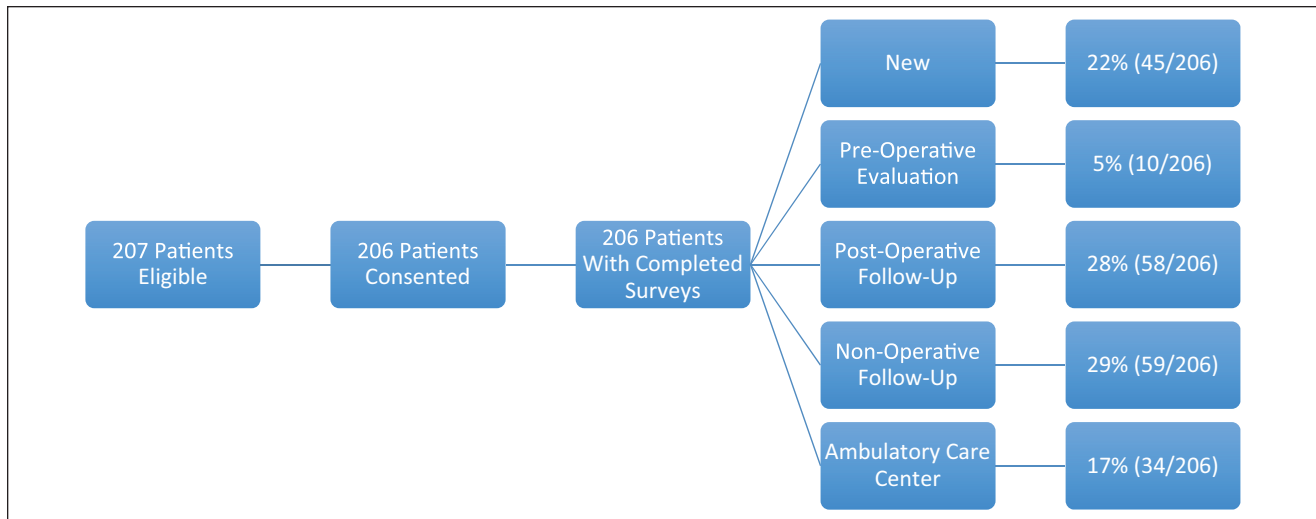 207 Patients
Eligible
206 Patients
Consented
206 Patients
With Completed
Surveys
New
22% (45/206)
Pre-Operative
Evaluation
5% (10/206)
Post-Operative
Follow-Up
28% (58/206)
Non-Operative
Follow-Up
29% (59/206)
Ambulatory Care
Center
17% (34/206)